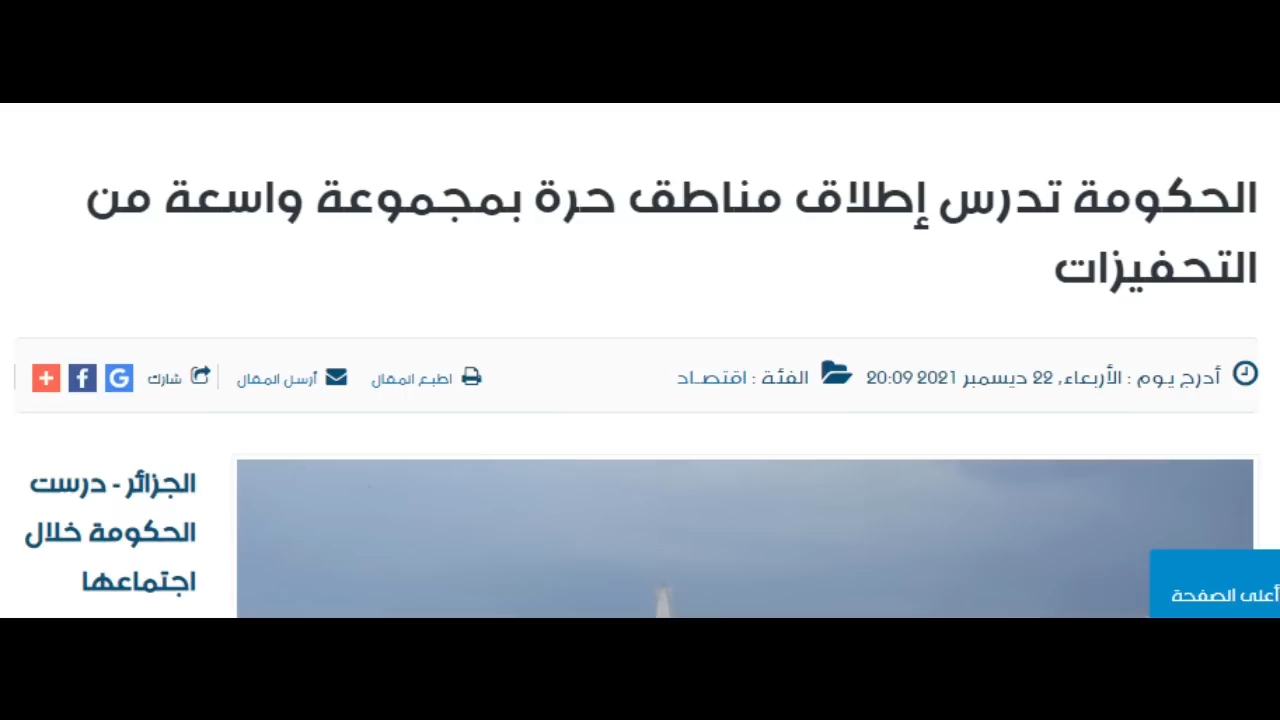 الحكومة تدرس إطلاق مناطق حرة بمجموعة واسعة من
التحفيزات
أدرج يوم : الأربعاء, 22 ديسمبر 2021 20:09 الفئة : اقتصاد اطبع المقال أرسل المقال شارك
الجزائر - درست
الحكومة خلال
اجتماعها
أعلى الصفحة